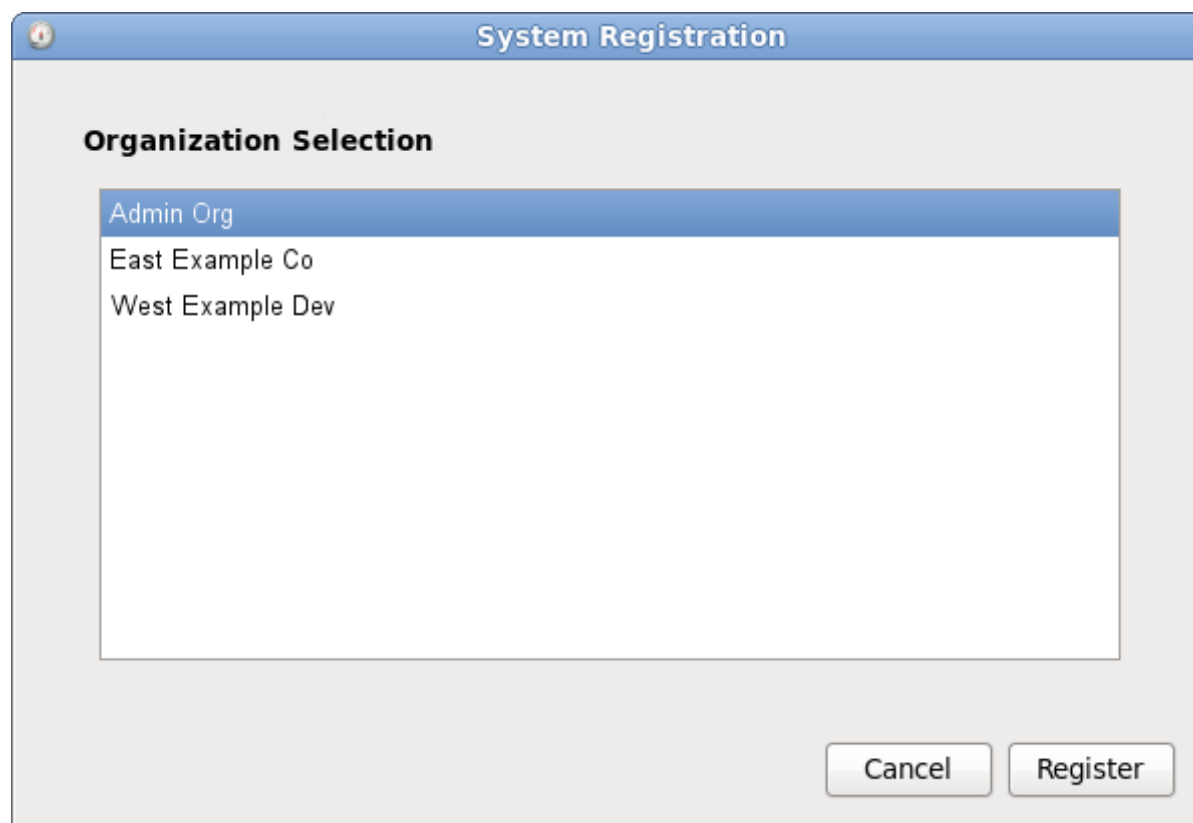 System Registration
Organization Selection
Admin Org
East Example Co
West Example Dev
Cancel Register